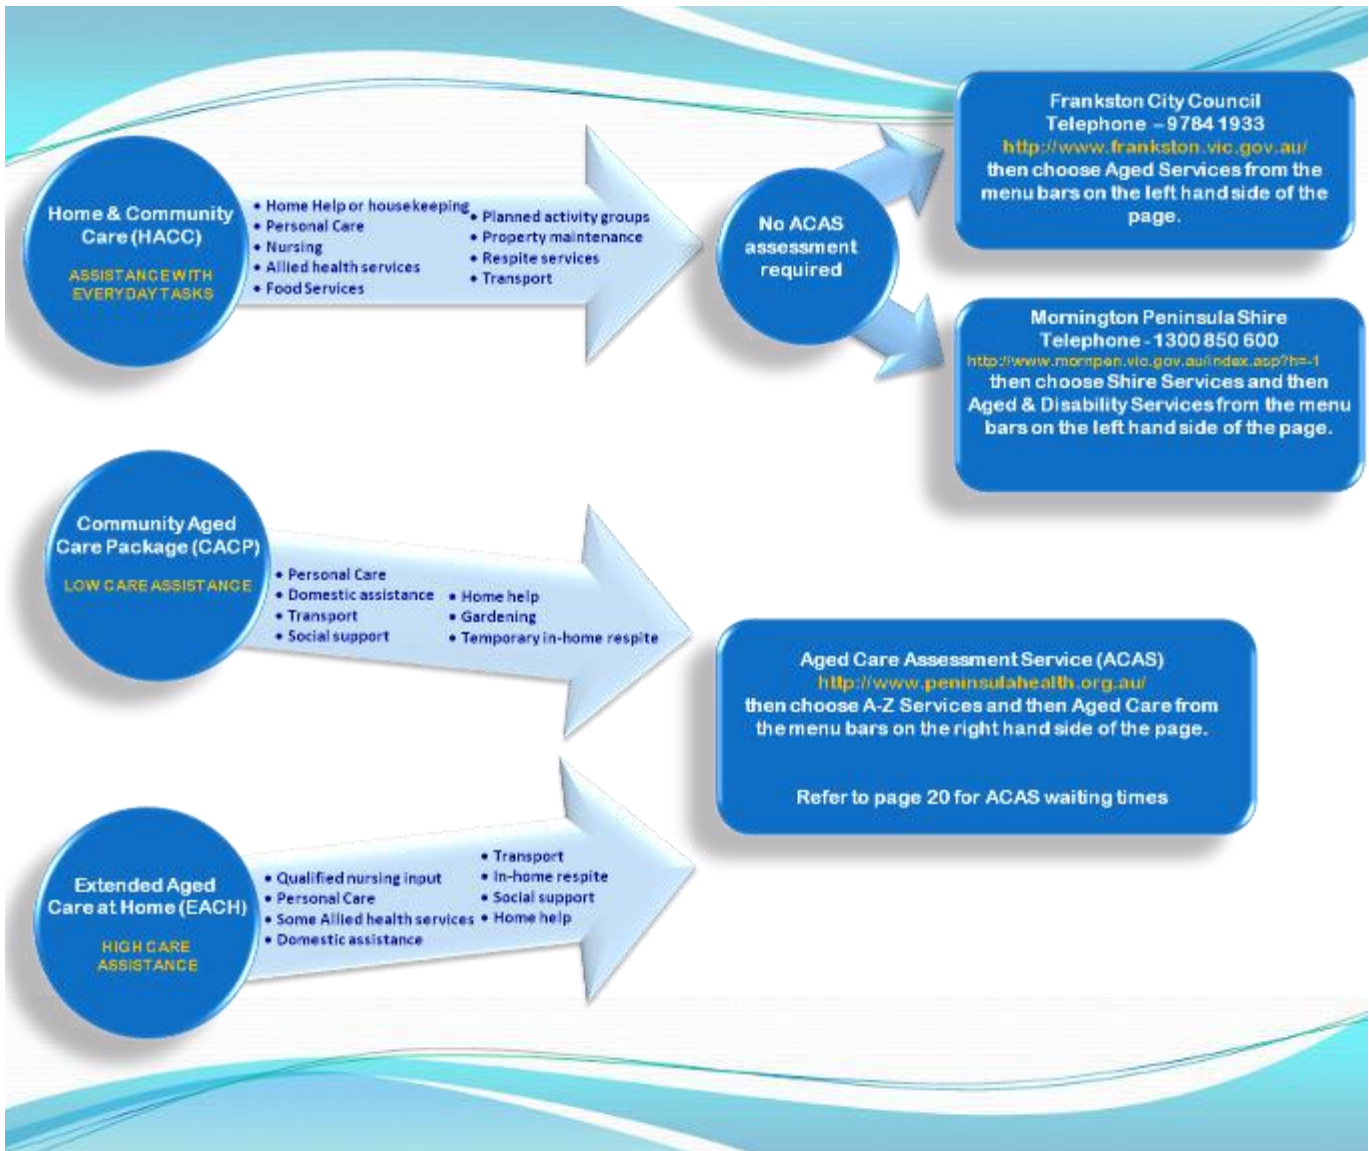 Home & Community
Care (HACC)
ASSISTANCE WITH
EVERYDAY TASKS
• Home Help or housekeeping
• Personal Care
• Nursing
• Allied health services
• Food Services
• Planned activity groups
• Property maintenance
• Respite services
• Transport
No ACAS
assessment
required
Frankston City Council
Telephone – 9784 1933
http://www.frankston.vic.gov.au/
then choose Aged Services from the
menu bars on the left hand side of the
page.
Mornington Peninsula Shire
Telephone - 1300 850 600
http://www.mornpen.vic.gov.au/index.asp?h=-1
then choose Shire Services and then
Aged & Disability Services from the menu
bars on the left hand side of the page.
Community Aged
Care Package (CACP)
LOW CARE ASSISTANCE
• Personal Care
• Domestic assistance
• Transport
• Social support
• Home help
• Gardening
• Temporary in-home respite
Aged Care Assessment Service (ACAS)
http://www.peninsulahealth.org.au/
then choose A-Z Services and then Aged Care from
the menu bars on the right hand side of the page.
Refer to page 20 for ACAS waiting times
Extended Aged
Care at Home (EACH)
HIGH CARE
ASSISTANCE
• Qualified nursing input
• Personal Care
• Some Allied health services
• Domestic assistance
• Transport
• In-home respite
• Social support
• Home help